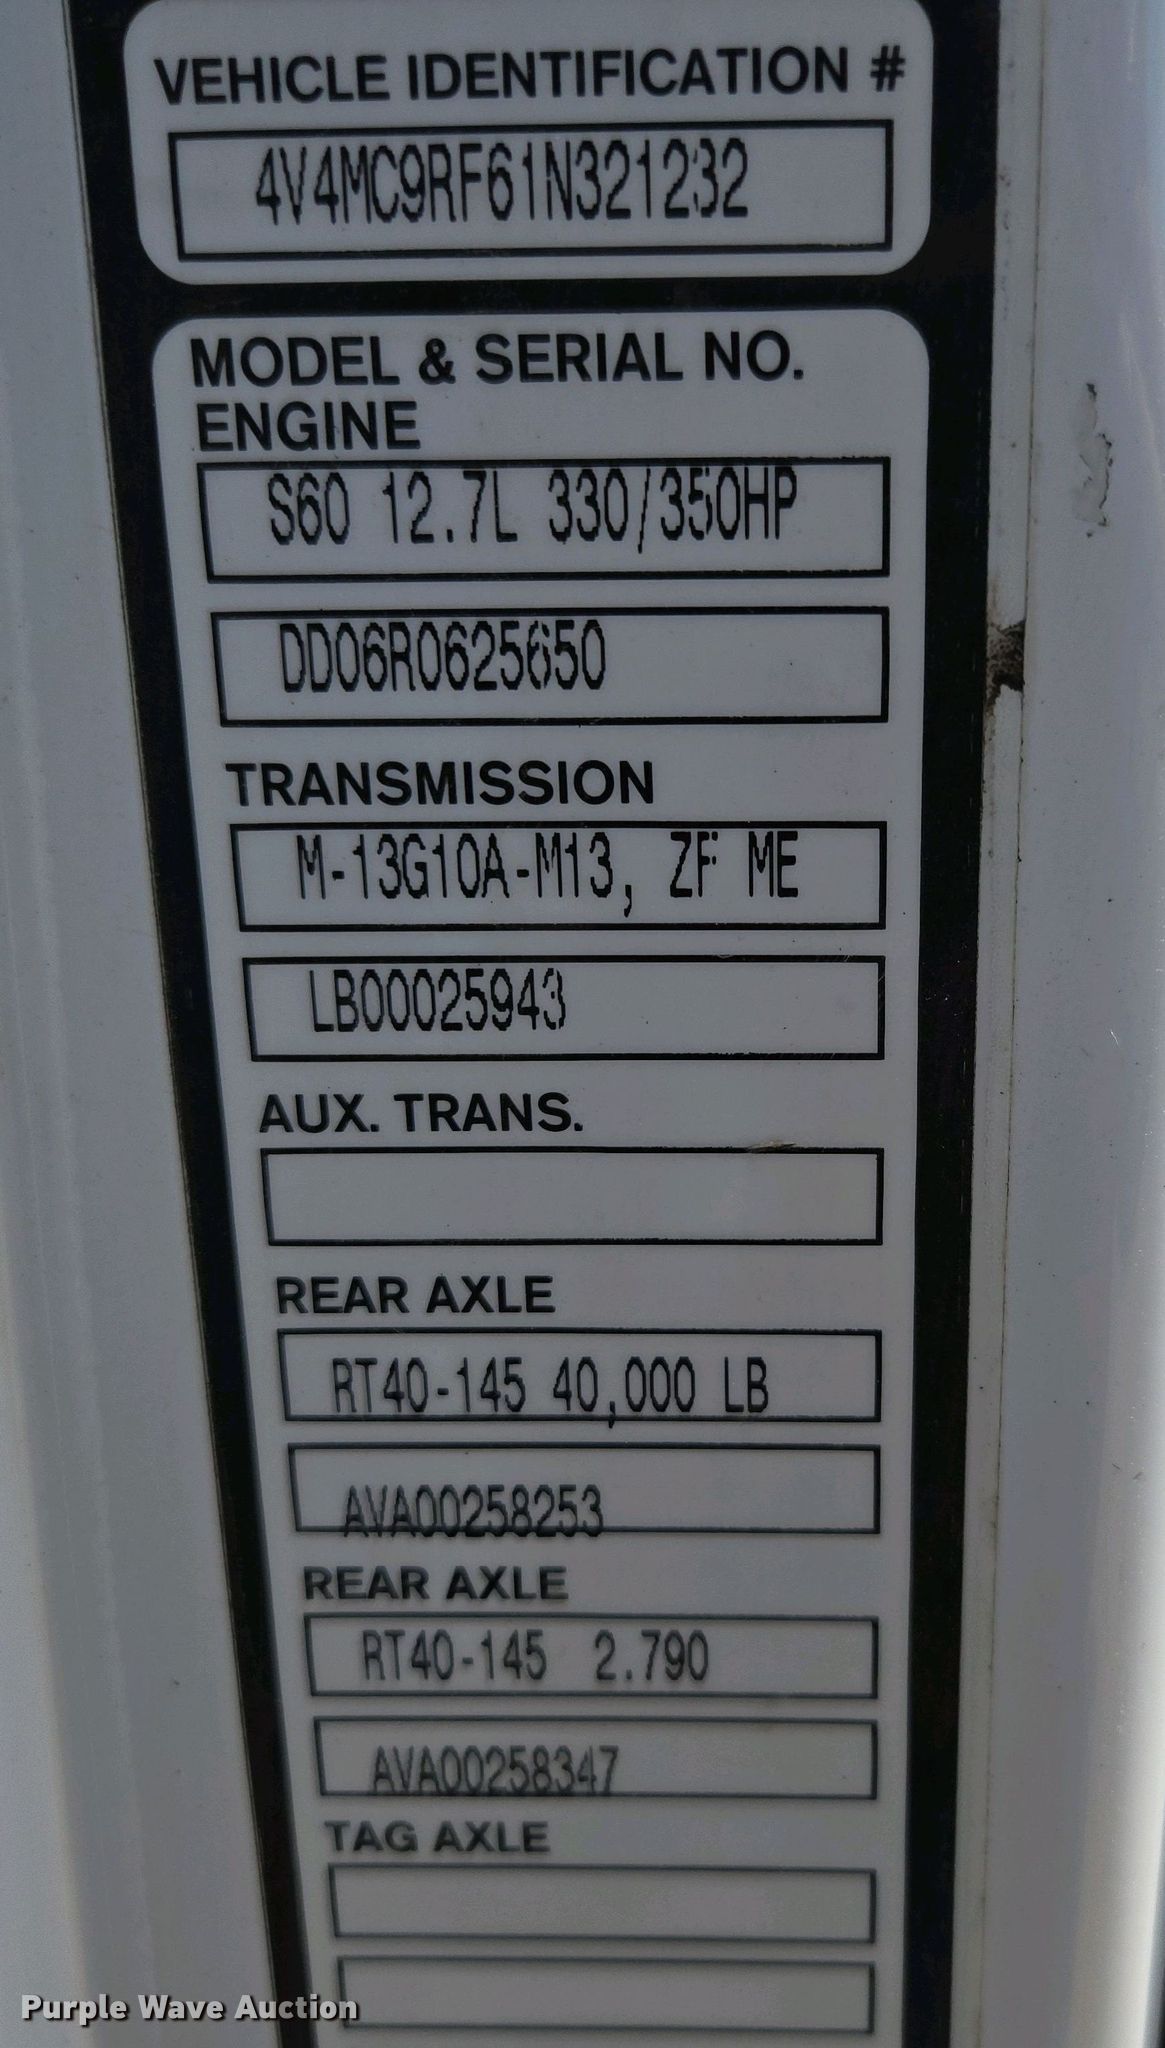 VEHICLE IDENTIFICATION #
4V4MC9RF61N321232
MODEL & SERIAL NO.
ENGINE
S60 12.7L 330/350HP
DD06R0625650
TRANSMISSION
M-13G10A-M13, ZF ME
LB00025943
AUX. TRANS.
REAR AXLE
RT40-145 40,000 LB
AVA00258253
REAR AXLE
RT40-145 2.790
AVA00258347
TAG AXLE
Purple Wave Auction